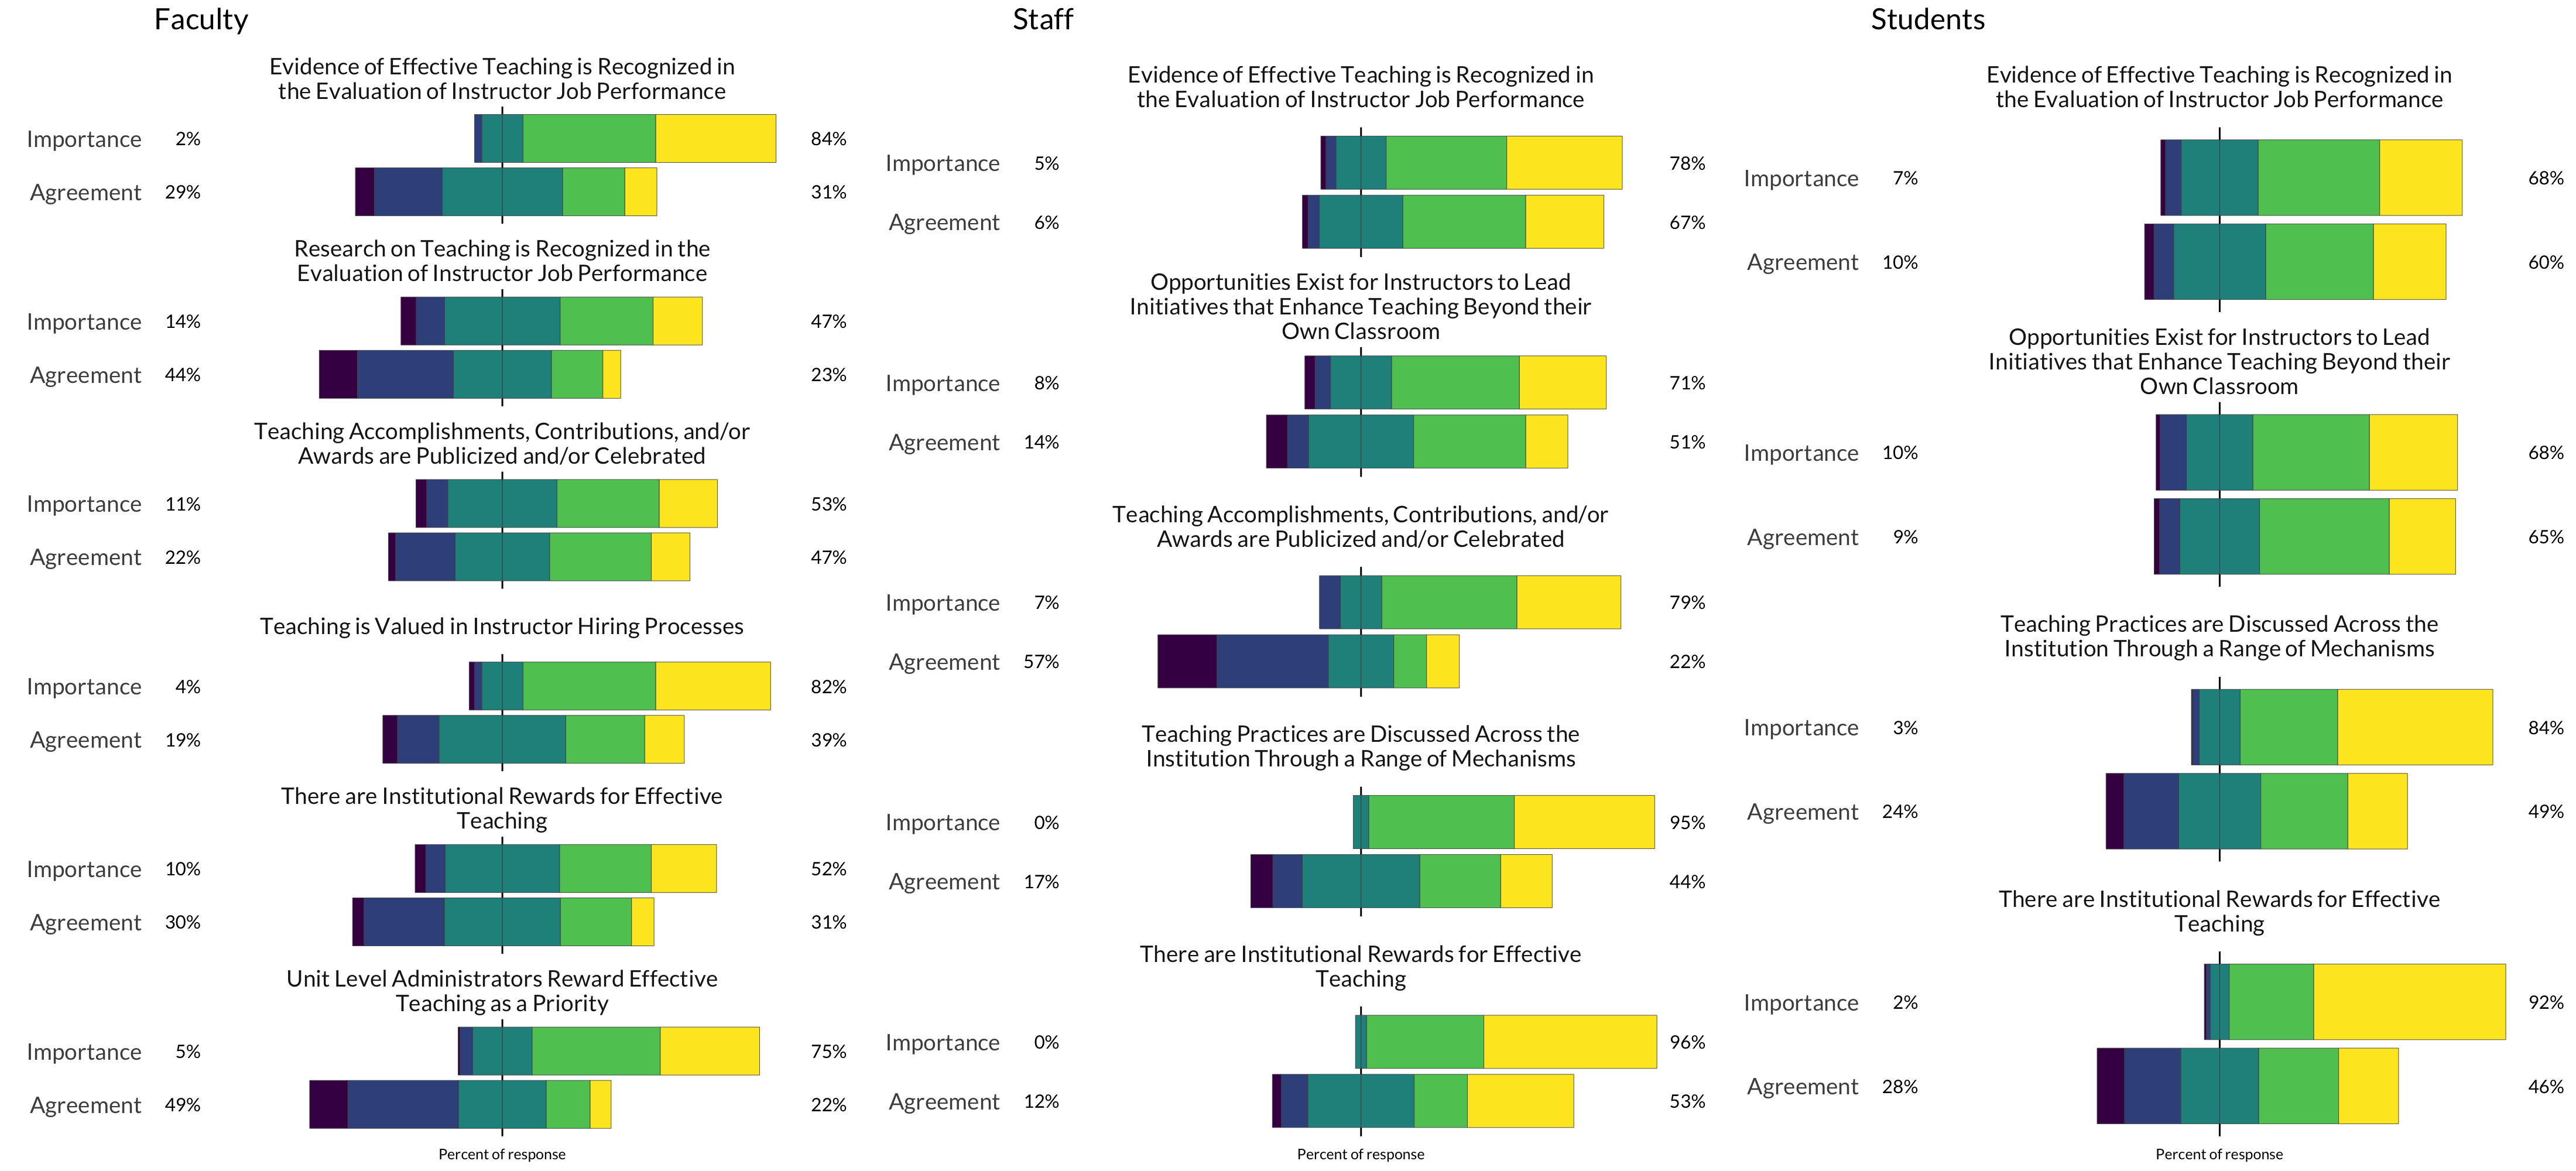 Faculty
Evidence of Effective Teaching is Recognized in
the Evaluation of Instructor Job Performance
Importance 2% 84%
Agreement 29% 31%
Research on Teaching is Recognized in the
Evaluation of Instructor Job Performance
Importance 14% 47%
Agreement 44% 23%
Teaching Accomplishments, Contributions, and/or
Awards are Publicized and/or Celebrated
Importance 11% 53%
Agreement 22% 47%
Teaching is Valued in Instructor Hiring Processes
Importance 4% 82%
Agreement 19% 39%
There are Institutional Rewards for Effective
Teaching
Importance 10% 52%
Agreement 30% 31%
Unit Level Administrators Reward Effective
Teaching as a Priority
Importance 5% 75%
Agreement 49% 22%
Percent of response
Staff
Evidence of Effective Teaching is Recognized in
the Evaluation of Instructor Job Performance
Importance 5% 78%
Agreement 6% 67%
Opportunities Exist for Instructors to Lead
Initiatives that Enhance Teaching Beyond their
Own Classroom
Importance 8% 71%
Agreement 14% 51%
Teaching Accomplishments, Contributions, and/or
Awards are Publicized and/or Celebrated
Importance 7% 79%
Agreement 57% 22%
Teaching Practices are Discussed Across the
Institution Through a Range of Mechanisms
Importance 0% 95%
Agreement 17% 44%
There are Institutional Rewards for Effective
Teaching
Importance 0% 96%
Agreement 12% 53%
Percent of response
Students
Evidence of Effective Teaching is Recognized in
the Evaluation of Instructor Job Performance
Importance 7% 68%
Agreement 10% 60%
Opportunities Exist for Instructors to Lead
Initiatives that Enhance Teaching Beyond their
Own Classroom
Importance 10% 68%
Agreement 9% 65%
Teaching Practices are Discussed Across the
Institution Through a Range of Mechanisms
Importance 3% 84%
Agreement 24% 49%
There are Institutional Rewards for Effective
Teaching
Importance 2% 92%
Agreement 28% 46%
Percent of response